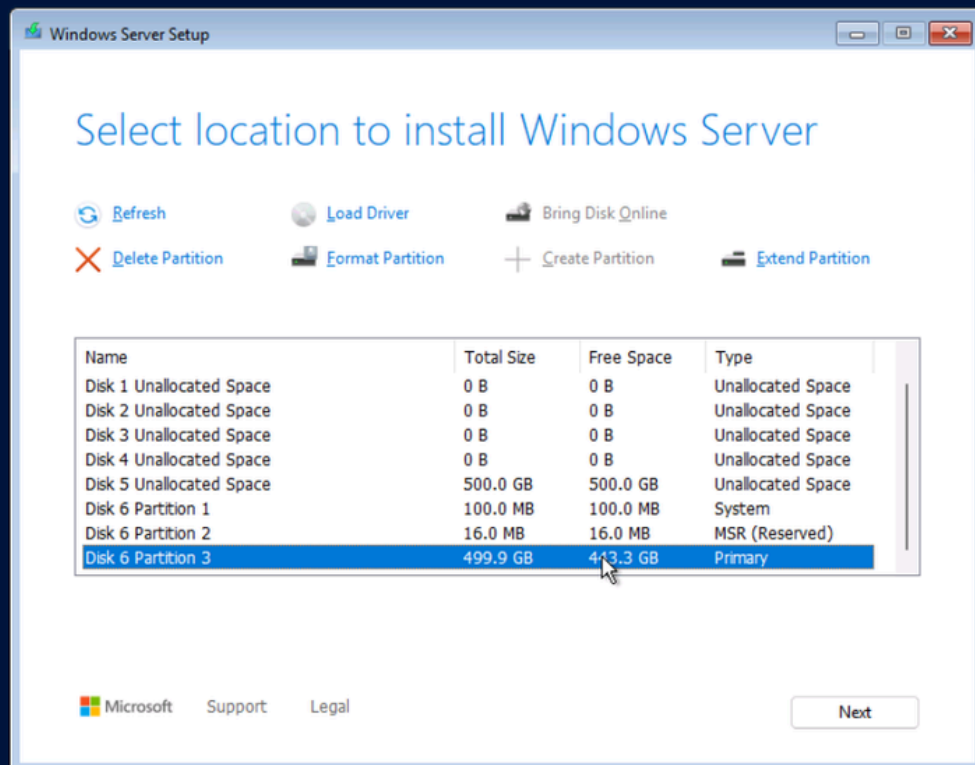 Windows Server Setup
Select location to install Windows Server
Refresh Load Driver Bring Disk Online
Delete Partition Format Partition Create Partition Extend Partition
Name Total Size Free Space Type
Disk 1 Unallocated Space 0 B 0 B Unallocated Space
Disk 2 Unallocated Space 0 B 0 B Unallocated Space
Disk 3 Unallocated Space 0 B 0 B Unallocated Space
Disk 4 Unallocated Space 0 B 0 B Unallocated Space
Disk 5 Unallocated Space 500.0 GB 500.0 GB Unallocated Space
Disk 6 Partition 1 100.0 MB 100.0 MB System
Disk 6 Partition 2 16.0 MB 16.0 MB MSR (Reserved)
Disk 6 Partition 3 499.9 GB 443.3 GB Primary
Microsoft Support Legal Next